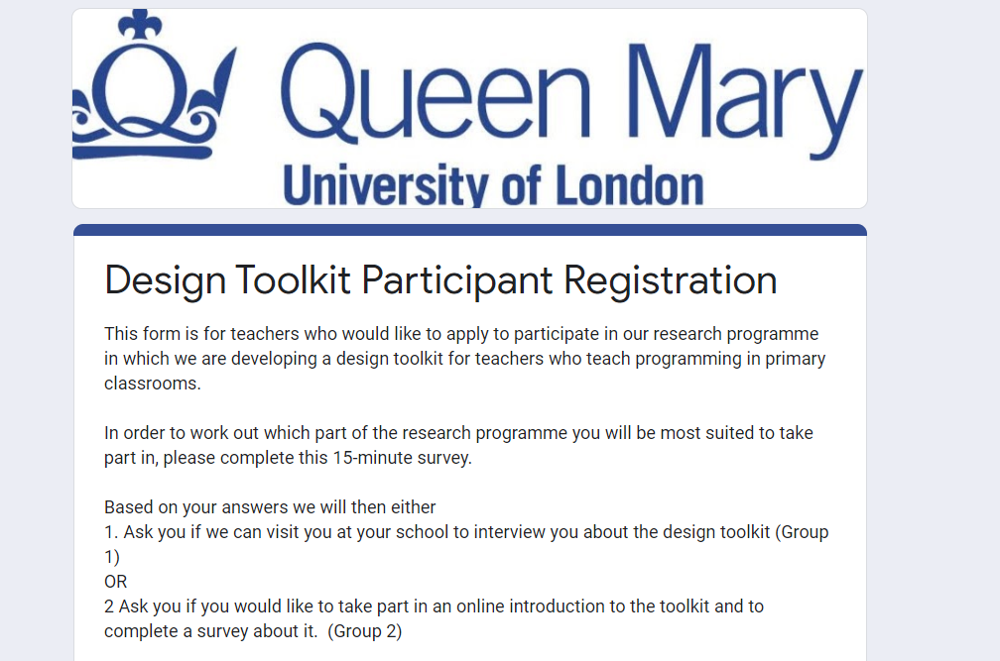 Queen Mary
University of London
Design Toolkit Participant Registration
This form is for teachers who would like to apply to participate in our research programme
in which we are developing a design toolkit for teachers who teach programming in primary
classrooms.
In order to work out which part of the research programme you will be most suited to take
part in, please complete this 15-minute survey.
Based on your answers we will then either
1. Ask you if we can visit you at your school to interview you about the design toolkit (Group
1)
OR
2 Ask you if you would like to take part in an online introduction to the toolkit and to
complete a survey about it.  (Group 2)